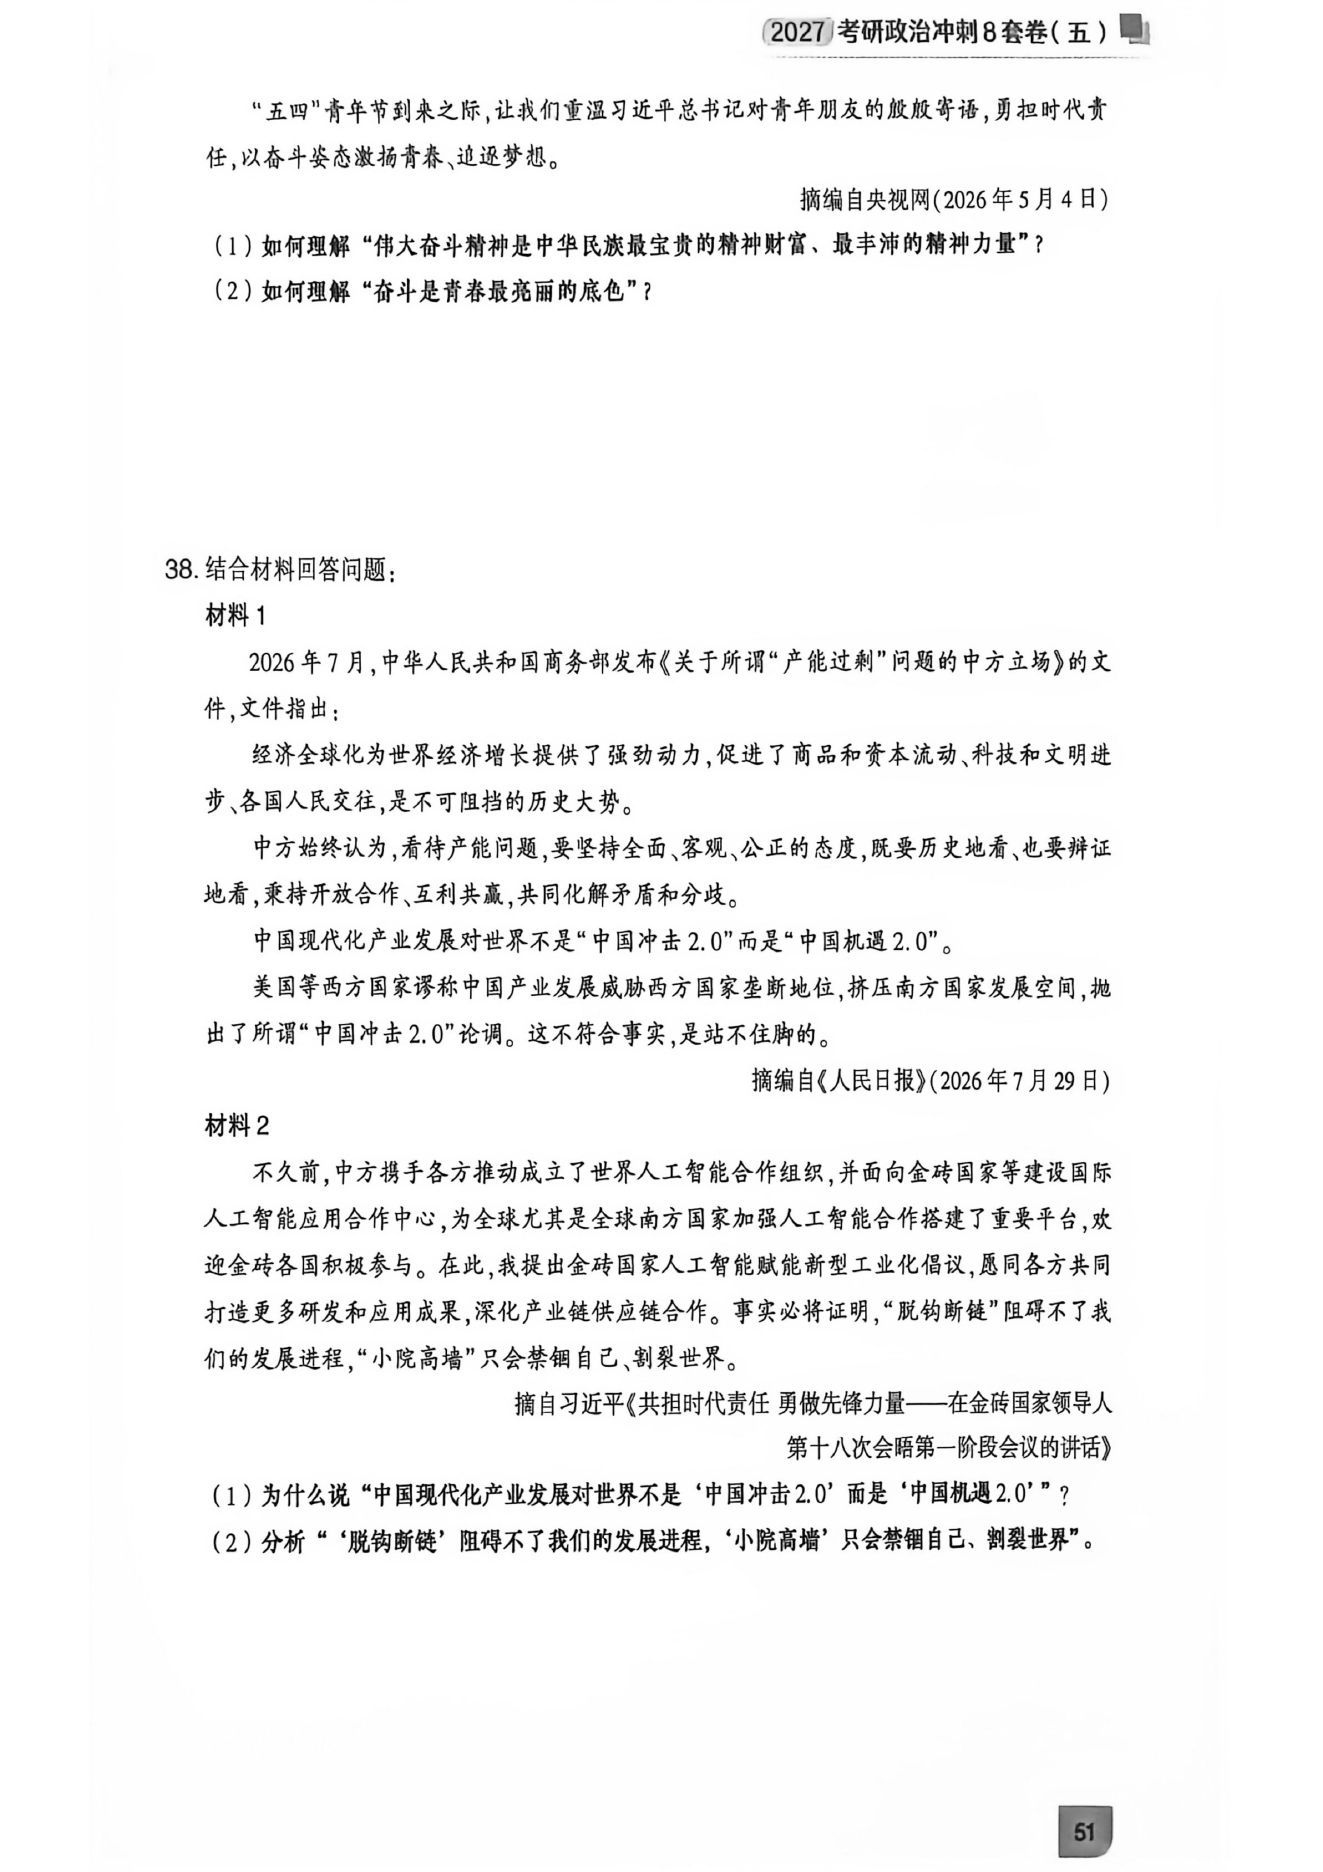 2027 考研政治冲刺8套卷(五)
“五四”青年节到来之际,让我们重温习近平总书记对青年朋友的殷殷寄语,勇担时代责
任,以奋斗姿态激扬青春、追逐梦想。
摘编自央视网(2026年5月4日)
(1)如何理解“伟大奋斗精神是中华民族最宝贵的精神财富、最丰沛的精神力量”?
(2)如何理解“奋斗是青春最亮丽的底色”?
38.结合材料回答问题:
材料1
2026年7月,中华人民共和国商务部发布《关于所谓“产能过剩”问题的中方立场》的文
件,文件指出:
经济全球化为世界经济增长提供了强劲动力,促进了商品和资本流动、科技和文明进
步、各国人民交往,是不可阻挡的历史大势。
中方始终认为,看待产能问题,要坚持全面、客观、公正的态度,既要历史地看、也要辩证
地看,秉持开放合作、互利共赢,共同化解矛盾和分歧。
中国现代化产业发展对世界不是“中国冲击2.0”而是“中国机遇2.0”。
美国等西方国家谬称中国产业发展威胁西方国家垄断地位,挤压南方国家发展空间,抛
出了所谓“中国冲击2.0”论调。这不符合事实,是站不住脚的。
摘编自《人民日报》(2026年7月29日)
材料2
不久前,中方携手各方推动成立了世界人工智能合作组织,并面向金砖国家等建设国际
人工智能应用合作中心,为全球尤其是全球南方国家加强人工智能合作搭建了重要平台,欢
迎金砖各国积极参与。在此,我提出金砖国家人工智能赋能新型工业化倡议,愿同各方共同
打造更多研发和应用成果,深化产业链供应链合作。事实必将证明,“脱钩断链”阻碍不了我
们的发展进程,“小院高墙”只会禁锢自己、割裂世界。
摘自习近平《共担时代责任 勇做先锋力量——在金砖国家领导人
第十八次会晤第一阶段会议的讲话》
(1)为什么说“中国现代化产业发展对世界不是‘中国冲击2.0’而是‘中国机遇2.0’”?
(2)分析“‘脱钩断链’阻碍不了我们的发展进程,‘小院高墙’只会禁锢自己、割裂世界”。
51